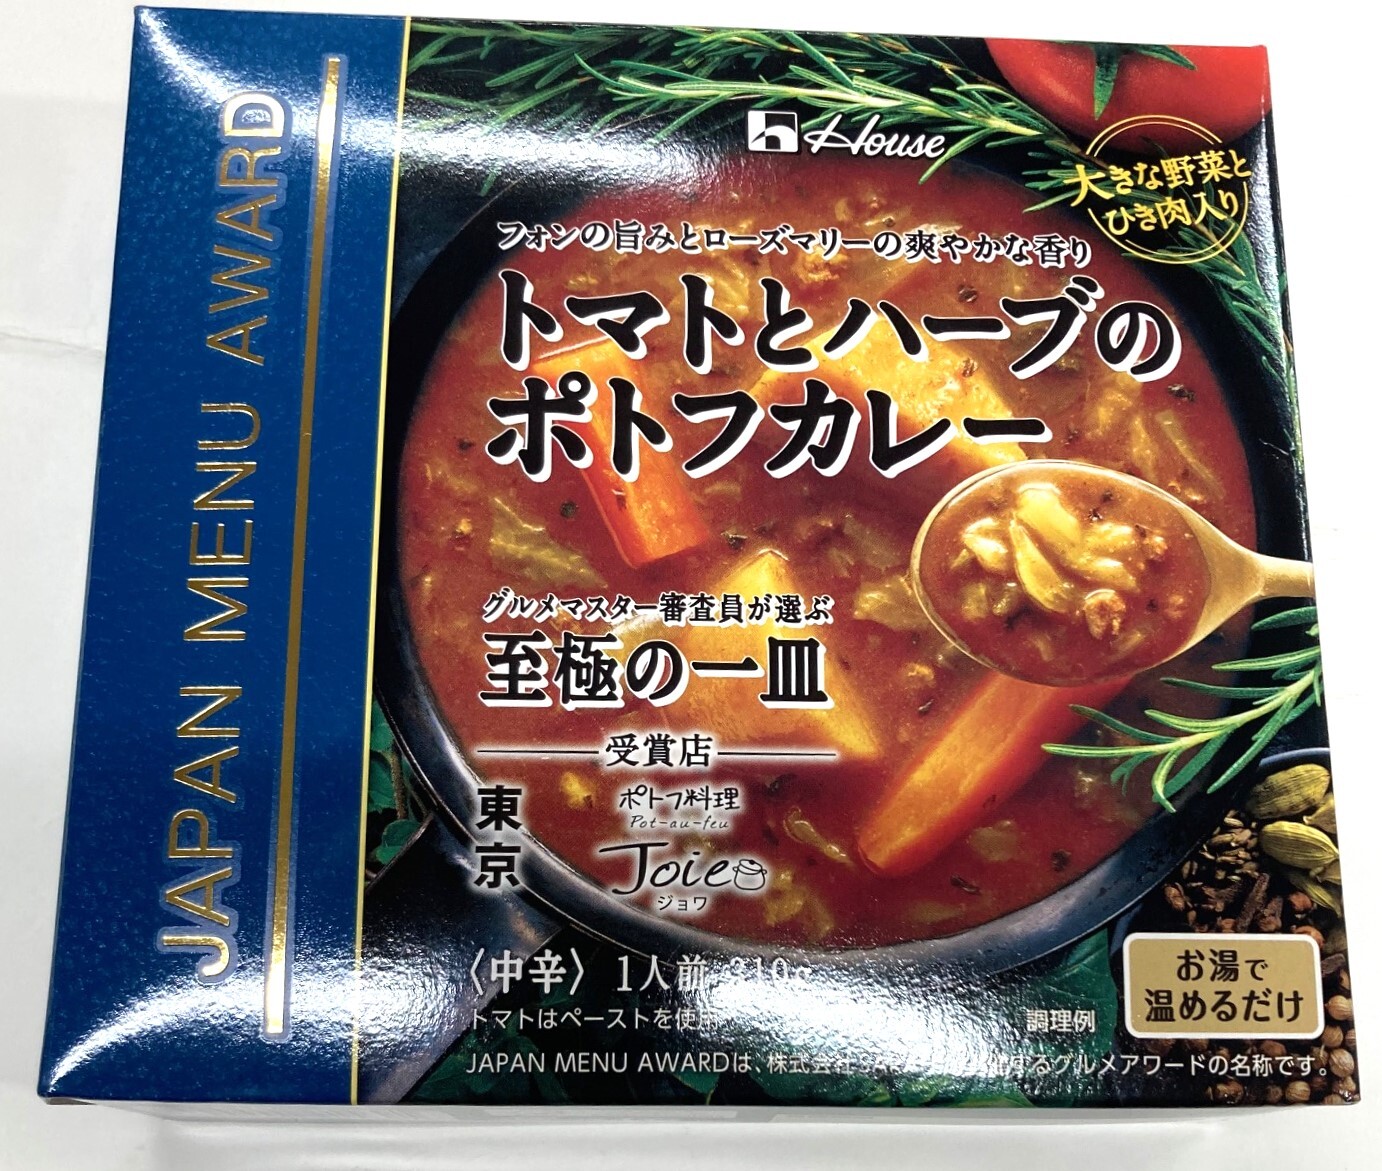 JAPAN MENU AWARD
House
大きな野菜と
ひき肉入り
フォンの旨みとローズマリーの爽やかな香り
トマトとハーブの
ポトフカレー
グルメマスター審査員が選ぶ
至極の一皿
受賞店
東京
ポトフ料理
Pot-au-feu
Joie
ジョワ
〈中辛〉 1人前 210g
トマトはペーストを使用
調理例
お湯で
温めるだけ
JAPAN MENU AWARDは、株式会社するグルメアワードの名称です。